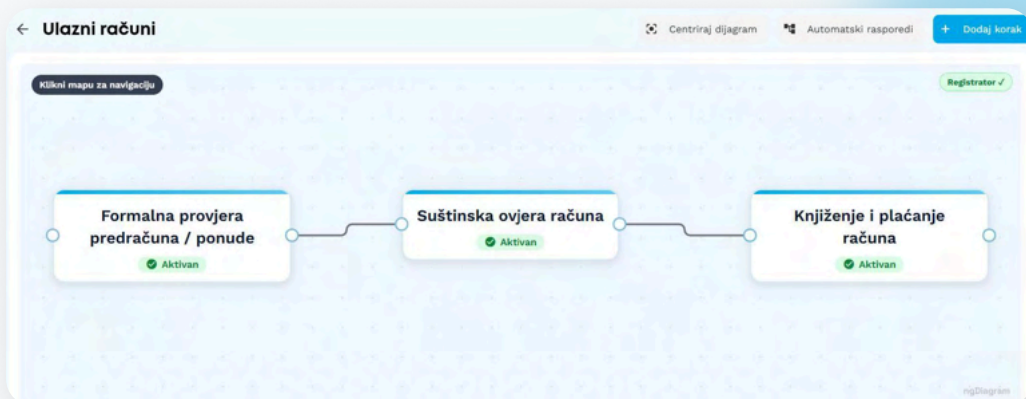 Ulazni računi
Centriraj dijagram
Automatski rasporedi
+ Dodaj korak
Klikni mapu za navigaciju
Registrator ✓
Formalna provjera
predračuna / ponude
Aktivan
Suštinska ovjera računa
Aktivan
Knjiženje i plaćanje
računa
Aktivan
ngDiagram